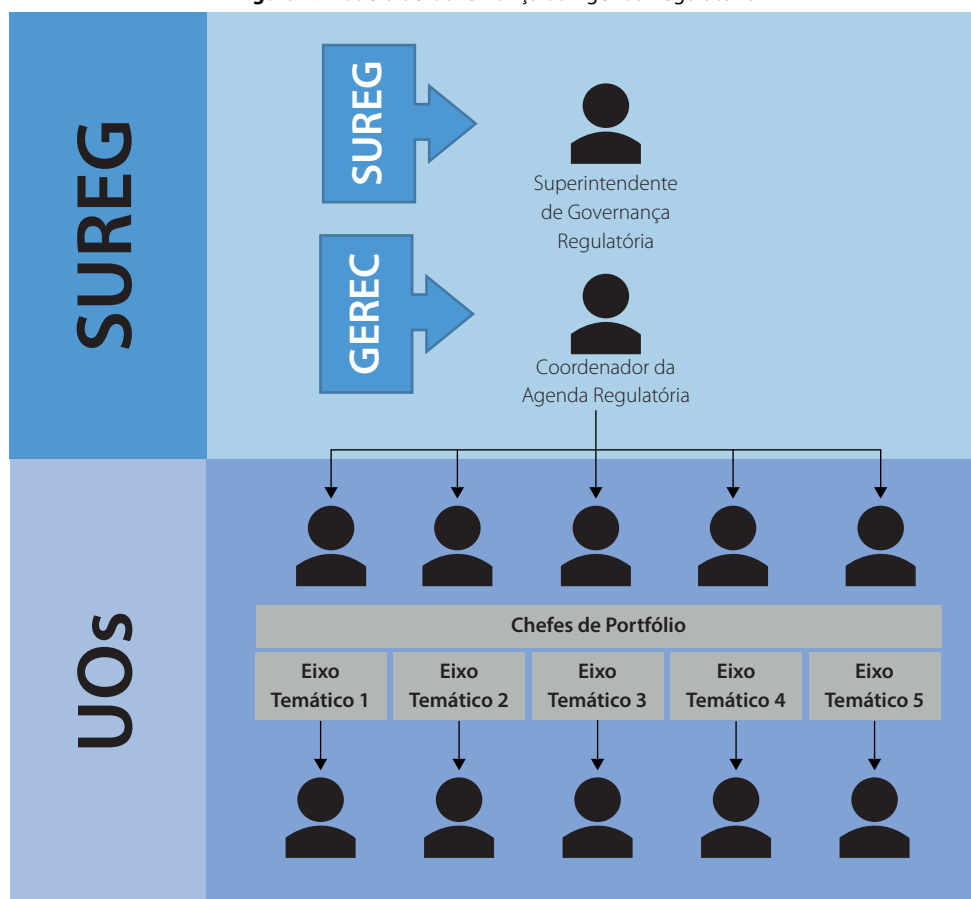 SUREG
SUREG
Superintendente
de Governança
Regulatória
GEREC
Coordenador da
Agenda Regulatória
UOs
Chefes de Portfólio
Eixo
Temático 1
Eixo
Temático 2
Eixo
Temático 3
Eixo
Temático 4
Eixo
Temático 5